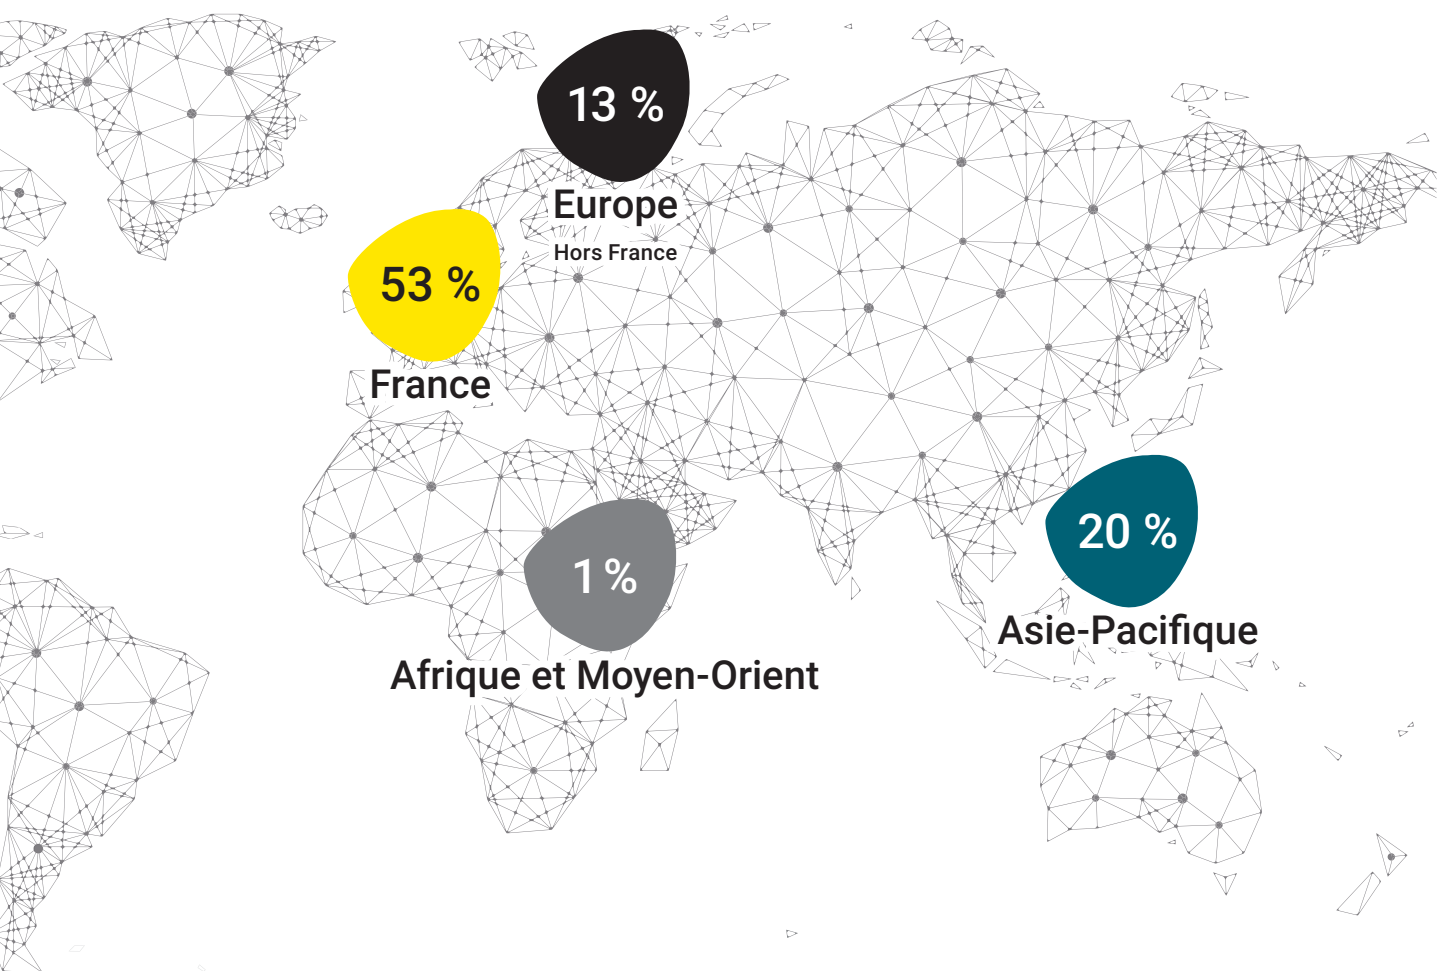 13 %
Europe
Hors France
53 %
France
20 %
Asie-Pacifique
1 %
Afrique et Moyen-Orient